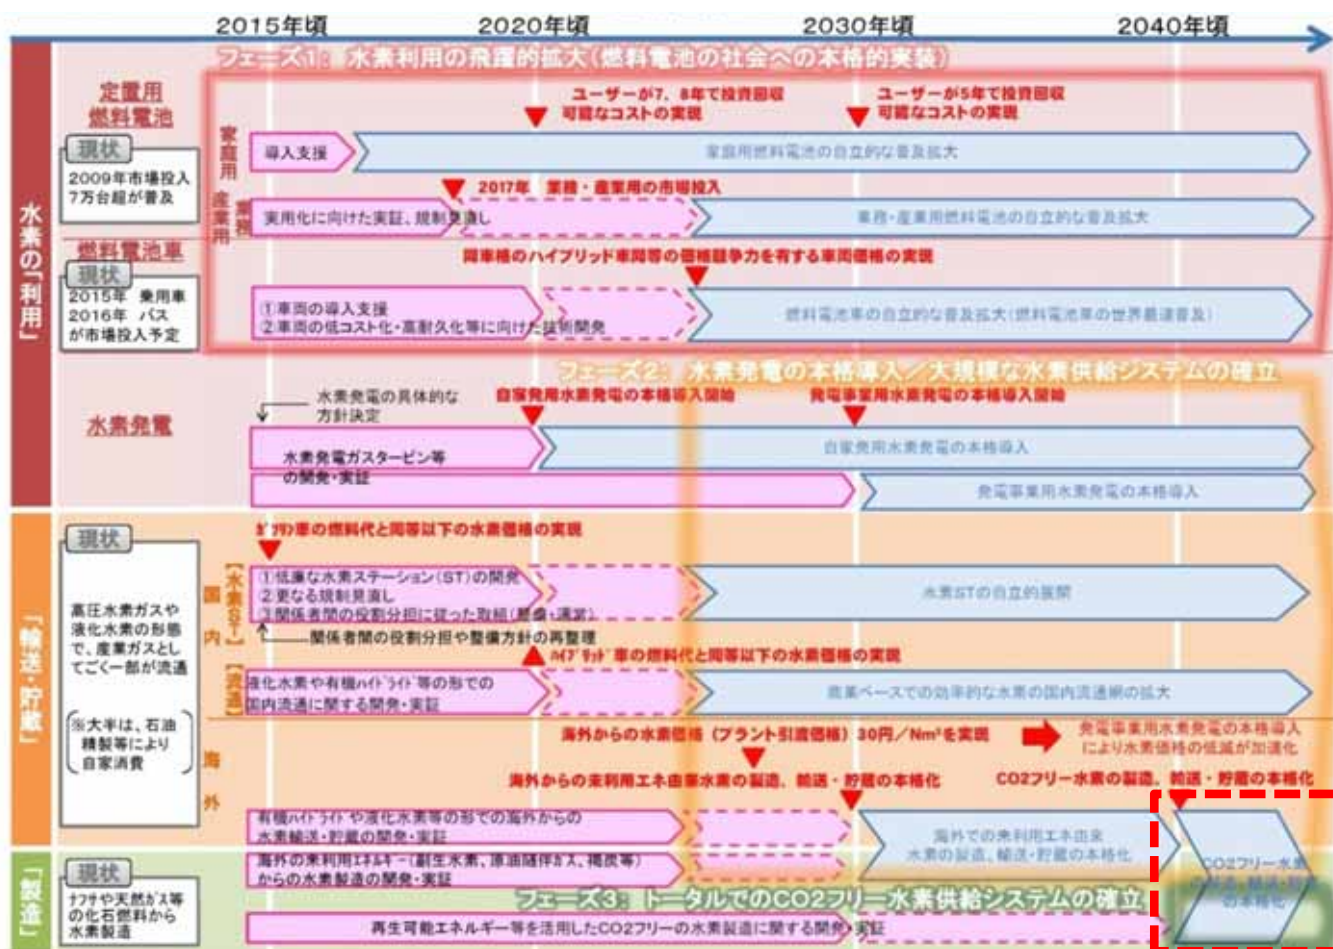 2015年頃
2020年頃
2030年頃
2040年頃
フェーズ1: 水素利用の飛躍的拡大(燃料電池の社会への本格的実装)
水素の「利用」
定置用
燃料電池
現状
2009年市場投入
7万台超が普及
家庭用
ユーザーが7、8年で投資回収
可能なコストの実現
ユーザーが5年で投資回収
可能なコストの実現
導入支援
家庭用燃料電池の自立的な普及拡大
業務
産業用
2017年 業務・産業用の市場投入
実用化に向けた実証、規制見直し
業務・産業用燃料電池の自立的な普及拡大
燃料電池車
現状
2015年 乗用車
2016年 バス
が市場投入予定
同車格のハイブリッド車同等の価格競争力を有する車両価格の実現
①車両の導入支援
②車両の低コスト化・高耐久化等に向けた技術開発
燃料電池車の自立的な普及拡大(燃料電池車の世界最速普及)
フェーズ2: 水素発電の本格導入/大規模な水素供給システムの確立
水素発電
水素発電の具体的な
方針決定
自家発用水素発電の本格導入開始
発電事業用水素発電の本格導入開始
水素発電ガスタービン等
の開発・実証
自家発用水素発電の本格導入
発電事業用水素発電の本格導入
「輸送・貯蔵」
現状
高圧水素ガスや
液化水素の形態
で、産業ガスとし
てごく一部が流通
※大半は、石油
精製等により
自家消費
国内
【水素ST】
ガソリン車の燃料代と同等以下の水素価格の実現
①低廉な水素ステーション(ST)の開発
②更なる規制見直し
③関係者間の役割分担に従った取組(整備・運営)
水素STの自立的展開
関係者間の役割分担や整備方針の再整理
【流通】
ハイブリッド車の燃料代と同等以下の水素価格の実現
液化水素や有機ハイドライド等の形での
国内流通に関する開発・実証
商業ベースでの効率的な水素の国内流通網の拡大
海外
海外からの水素価格(プラント引渡価格)30円/Nm³を実現
発電事業用水素発電の本格導入
により水素価格の低減が加速化
海外からの未利用エネ由来水素の製造、輸送・貯蔵の本格化
CO2フリー水素の製造、輸送・貯蔵の本格化
有機ハイドライドや液化水素等の形での海外からの
水素輸送・貯蔵の開発・実証
海外での未利用エネ由来
水素の製造、輸送・貯蔵の本格化
CO2フリー水素
の製造、輸送・貯蔵
の本格化
「製造」
現状
ナフサや天然ガス等
の化石燃料から
水素製造
海外の未利用エネルギー(副生水素、原油随伴ガス、褐炭等)
からの水素製造の開発・実証
フェーズ3: トータルでのCO2フリー水素供給システムの確立
再生可能エネルギー等を活用したCO2フリーの水素製造に関する開発・実証